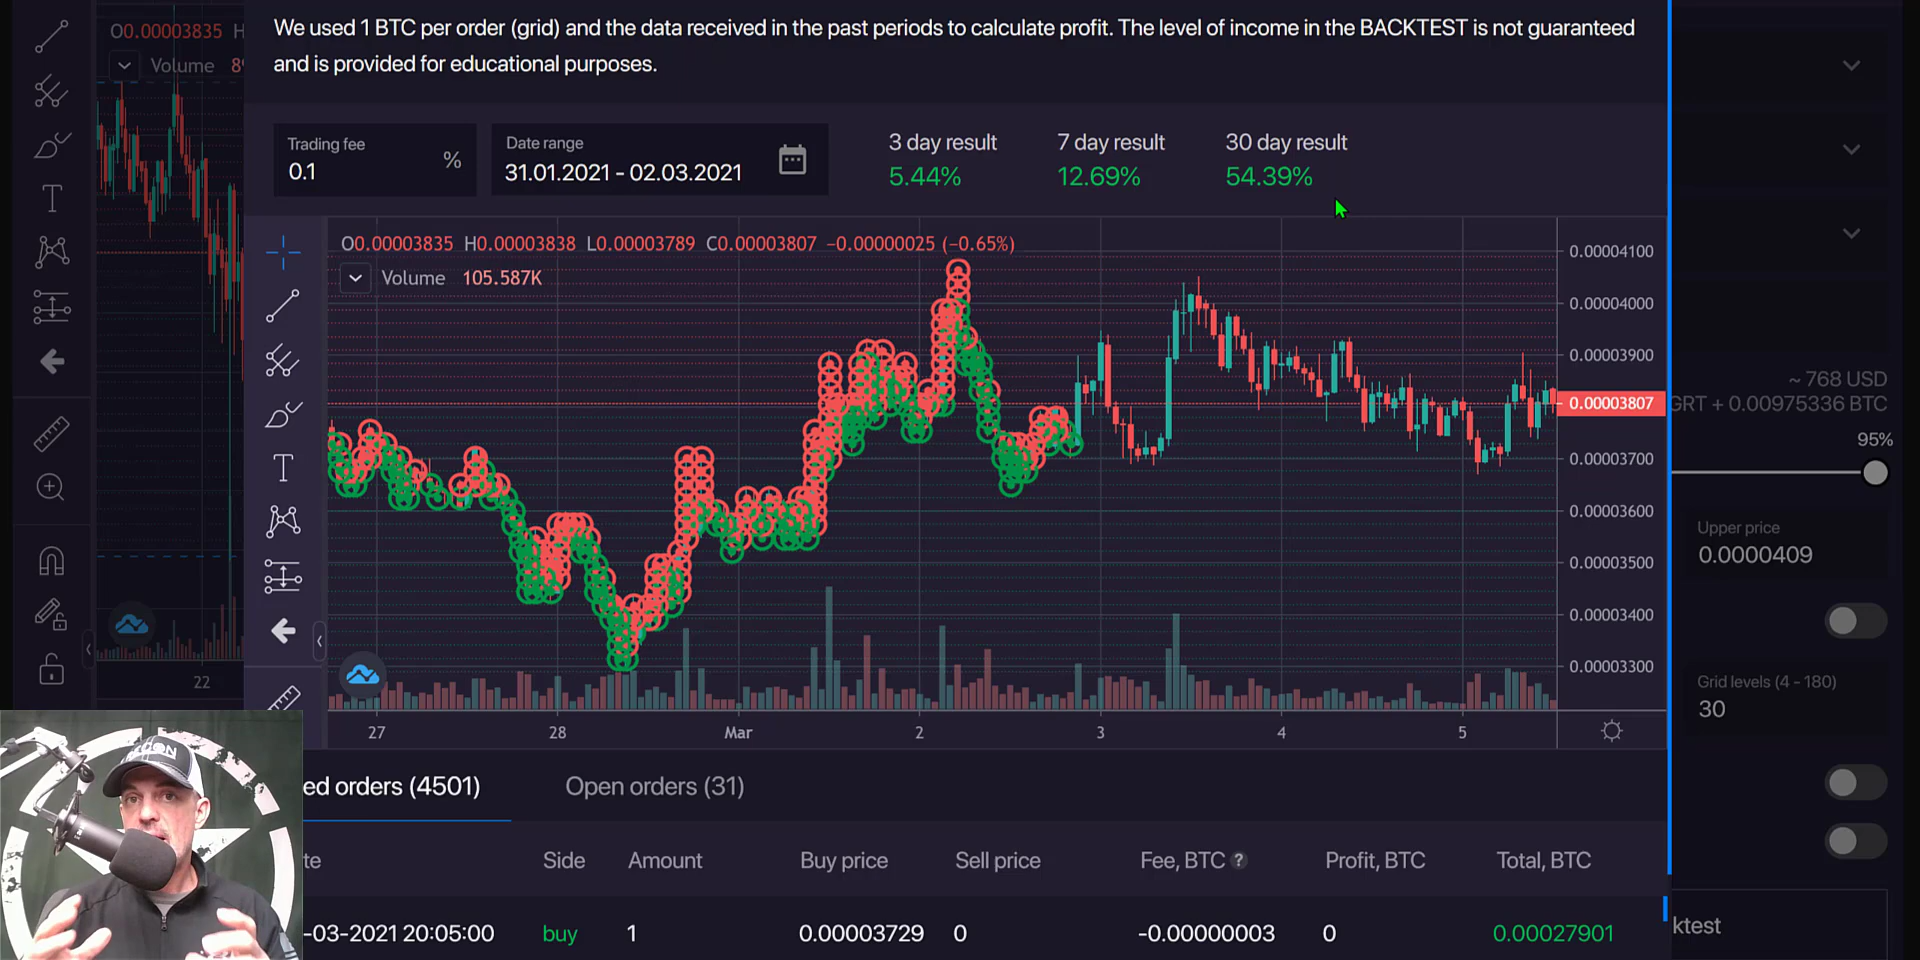 We used 1 BTC per order (grid) and the data received in the past periods to calculate profit. The level of income in the BACKTEST is not guaranteed
and is provided for educational purposes.
O0.00003835 H
Volume 89
Trading fee
0.1 %
Date range
31.01.2021 - 02.03.2021
3 day result
5.44%
7 day result
12.69%
30 day result
54.39%
O0.00003835 H0.00003838 L0.00003789 C0.00003807 -0.00000025 (-0.65%)
Volume 105.587K
0.00004100
0.00004000
0.00003900
0.00003807
0.00003700
0.00003600
0.00003500
0.00003400
0.00003300
27 28 Mar 2 3 4 5
22
~ 768 USD
GRT + 0.00975336 BTC
95%
Upper price
0.0000409
Grid levels (4 - 180)
30
ktest
ed orders (4501) Open orders (31)
te Side Amount Buy price Sell price Fee, BTC ? Profit, BTC Total, BTC
-03-2021 20:05:00 buy 1 0.00003729 0 -0.00000003 0 0.00027901